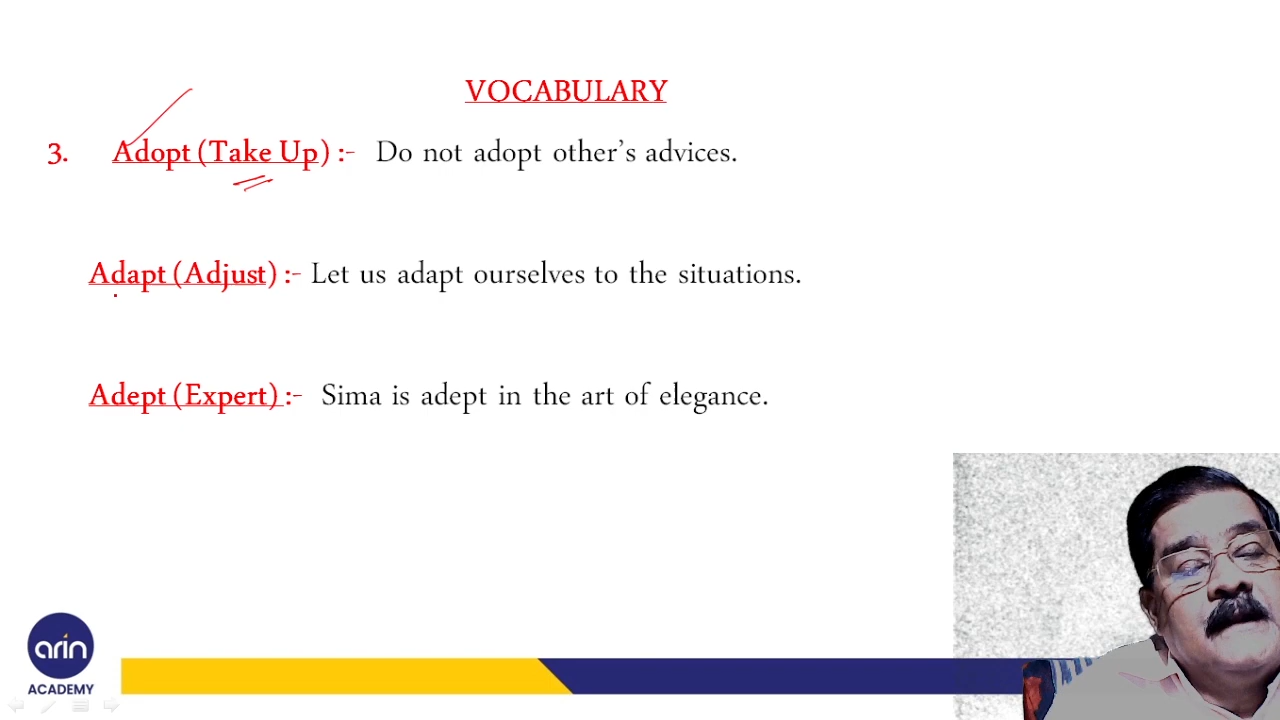 VOCABULARY
3. Adopt (Take Up) :- Do not adopt other's advices.
Adapt (Adjust) :- Let us adapt ourselves to the situations.
Adept (Expert) :- Sima is adept in the art of elegance.
arin
ACADEMY